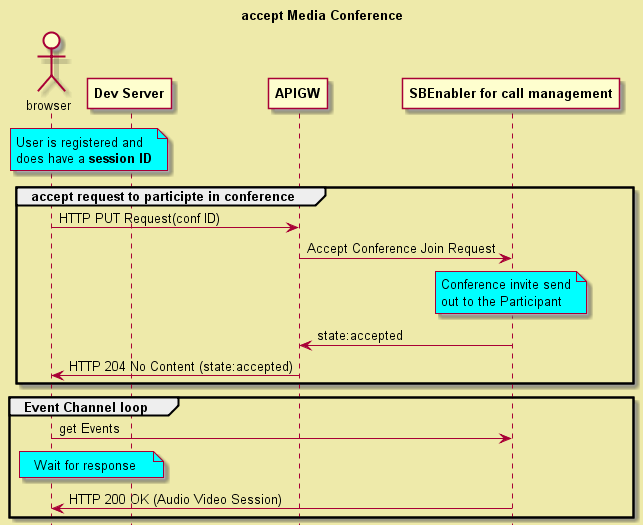 accept Media Conference
browser
Dev Server
APIGW
SBEnabler for call management
User is registered and
does have a session ID
accept request to participte in conference
HTTP PUT Request(conf ID)
Accept Conference Join Request
Conference invite send
out to the Participant
state:accepted
HTTP 204 No Content (state:accepted)
Event Channel loop
get Events
Wait for response
HTTP 200 OK (Audio Video Session)